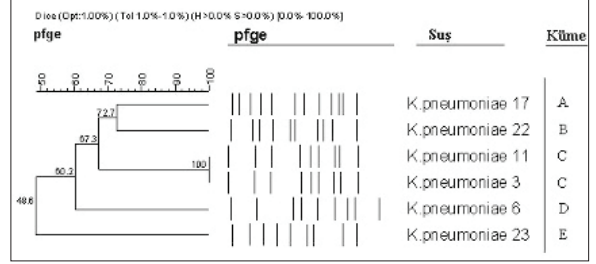 Dice (Opt:1.00%) (Tol 1.0%-1.0%) (H>0.0% S>0.0%) [0.0%-100.0%]
pfge pfge Suş Küme
50 60 70 80 90 100
72.7 K.pneumoniae 17 A
K.pneumoniae 22 B
67.3 100 K.pneumoniae 11 C
60.2 K.pneumoniae 3 C
48.6 K.pneumoniae 6 D
K.pneumoniae 23 E